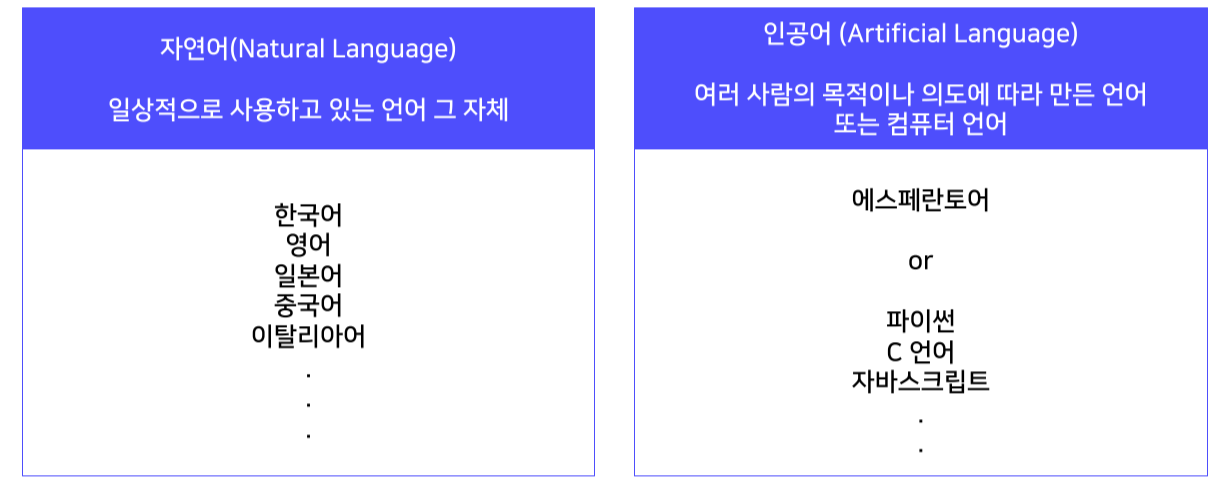 자연어(Natural Language)
일상적으로 사용하고 있는 언어 그 자체
한국어
영어
일본어
중국어
이탈리아어
.
.
.
인공어 (Artificial Language)
여러 사람의 목적이나 의도에 따라 만든 언어
또는 컴퓨터 언어
에스페란토어
or
파이썬
C 언어
자바스크립트
.
.